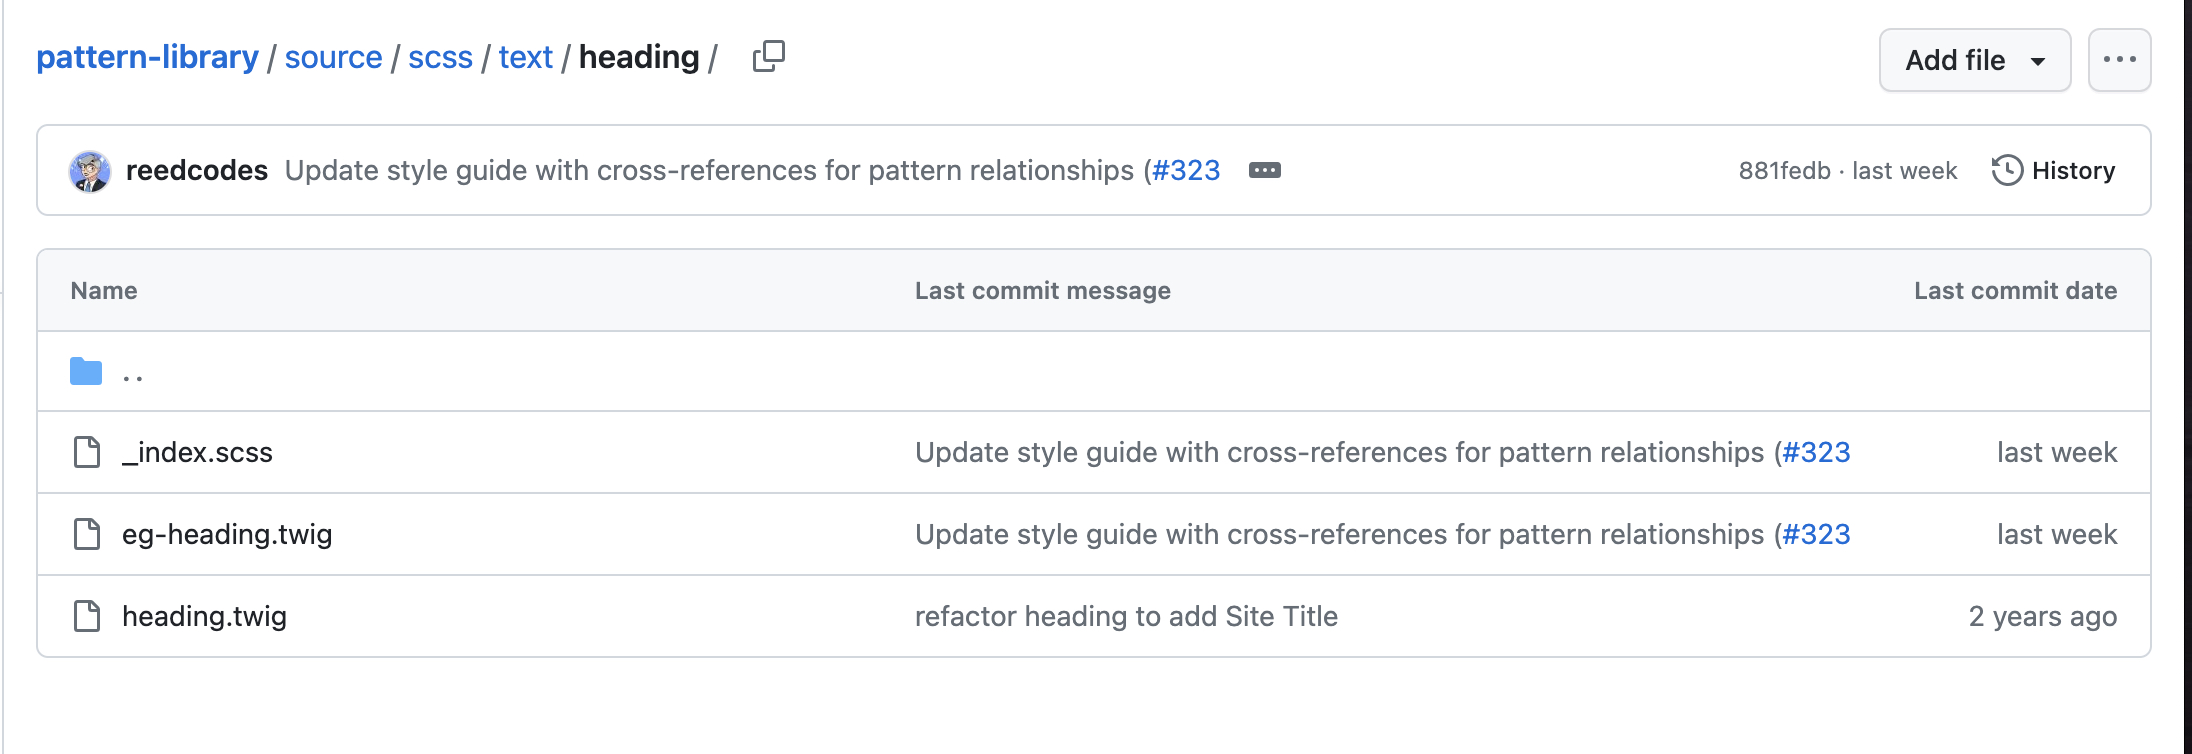 pattern-library / source / scss / text / heading /
Add file
reedcodes Update style guide with cross-references for pattern relationships (#323
881fedb · last week
History
Name Last commit message Last commit date
..
_index.scss Update style guide with cross-references for pattern relationships (#323 last week
eg-heading.twig Update style guide with cross-references for pattern relationships (#323 last week
heading.twig refactor heading to add Site Title 2 years ago